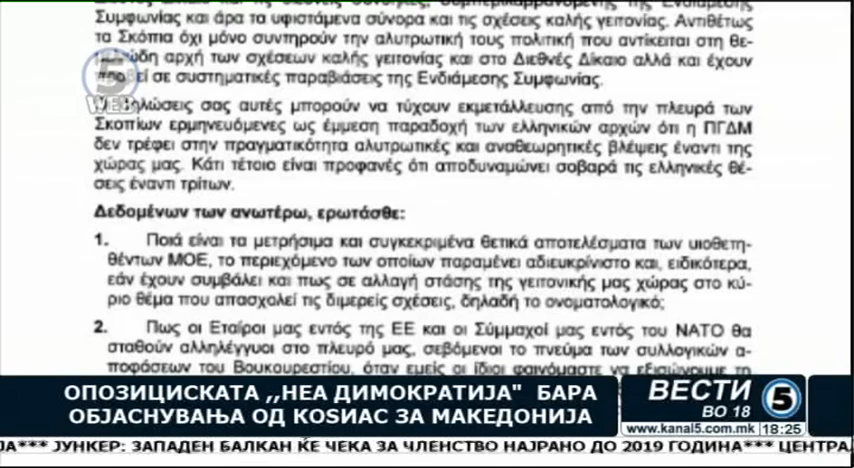 Συμφωνίας και άρα τα υφιστάμενα σύνορα και τις σχέσεις καλής γειτονίας. Αντιθέτως
τα Σκόπια όχι μόνο συντηρούν την αλυτρωτική τους πολιτική που αντίκειται στη θε-
δη αρχή των σχέσεων καλής γειτονίας και στο Διεθνές Δίκαιο αλλά και έχουν
σε συστηματικές παραβιάσεις της Ενδιάμεσης Συμφωνίας.
5
WEB
σας αυτές μπορούν να τύχουν εκμετάλλευσης από την πλευρά των
Σκοπίων ερμηνευόμενες ως έμμεση παραδοχή των ελληνικών αρχών ότι η ΠΓΔΜ
δεν τρέφει στην πραγματικότητα αλυτρωτικές και αναθεωρητικές βλέψεις έναντι της
χώρας μας. Κάτι τέτοιο είναι προφανές ότι αποδυναμώνει σοβαρά τις ελληνικές θέ-
σεις έναντι τρίτων.
Δεδομένων των ανωτέρω, ερωτάσθε:
1. Ποιά είναι τα μετρήσιμα και συγκεκριμένα θετικά αποτελέσματα των υιοθετη-
θέντων ΜΟΕ, το περιεχόμενο των οποίων παραμένει αδιευκρίνιστο και, ειδικότερα,
εάν έχουν συμβάλει και πως σε αλλαγή στάσης της γειτονικής μας χώρας στο κύ-
ριο θέμα που απασχολεί τις διμερείς σχέσεις, δηλαδή το ονοματολογικό;
2. Πως οι Εταίροι μας εντός της ΕΕ και οι Σύμμαχοί μας εντός του ΝΑΤΟ θα
σταθούν αλληλέγγυοι στο πλευρό μας, σεβόμενοι το πνεύμα των συλλογικών α-
ποφάσεων του Βουκουρεστίου, όταν εμείς οι ίδιοι φαινόμαστε να εξισώνουμε τη
ОПОЗИЦИСКАТА ,,НЕА ДИМОКРАТИЈА" БАРА
ОБЈАСНУВАЊА ОД КОЅИАС ЗА МАКЕДОНИЈА
ВЕСТИ 5
ВО 18
www.kanal5.com.mk 18:25
ЈА*** ЈУНКЕР: ЗАПАДЕН БАЛКАН ЌЕ ЧЕКА ЗА ЧЛЕНСТВО НАЈРАНО ДО 2019 ГОДИНА*** ЦЕНТРА